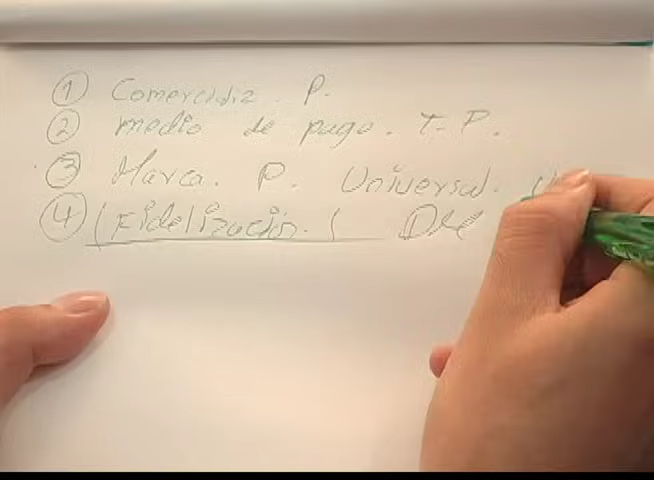 ① Comercializ. P.
② medio de pago. T-P.
③ Marca. P. Universal.
④ (Fidelización. (